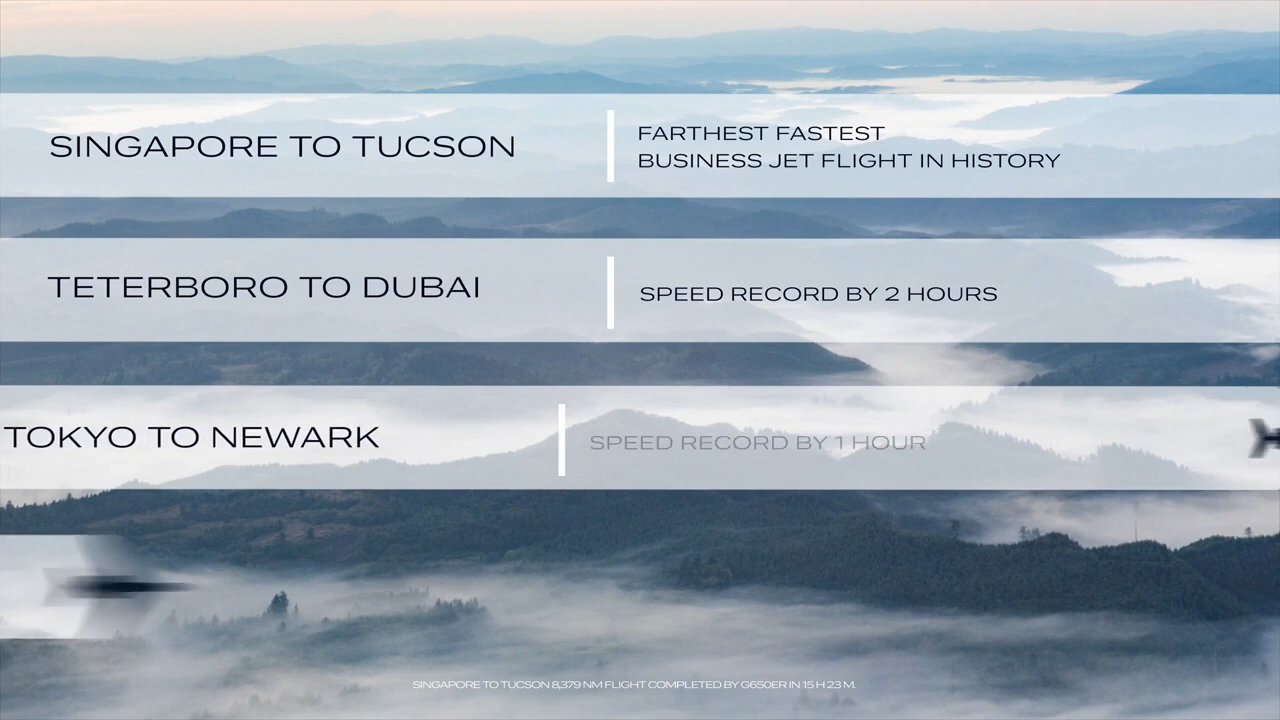 SINGAPORE TO TUCSON
FARTHEST FASTEST
BUSINESS JET FLIGHT IN HISTORY
TETERBORO TO DUBAI
SPEED RECORD BY 2 HOURS
TOKYO TO NEWARK
SPEED RECORD BY 1 HOUR
SINGAPORE TO TUCSON 8,379 NM FLIGHT COMPLETED BY G650ER IN 15 H 23 M.